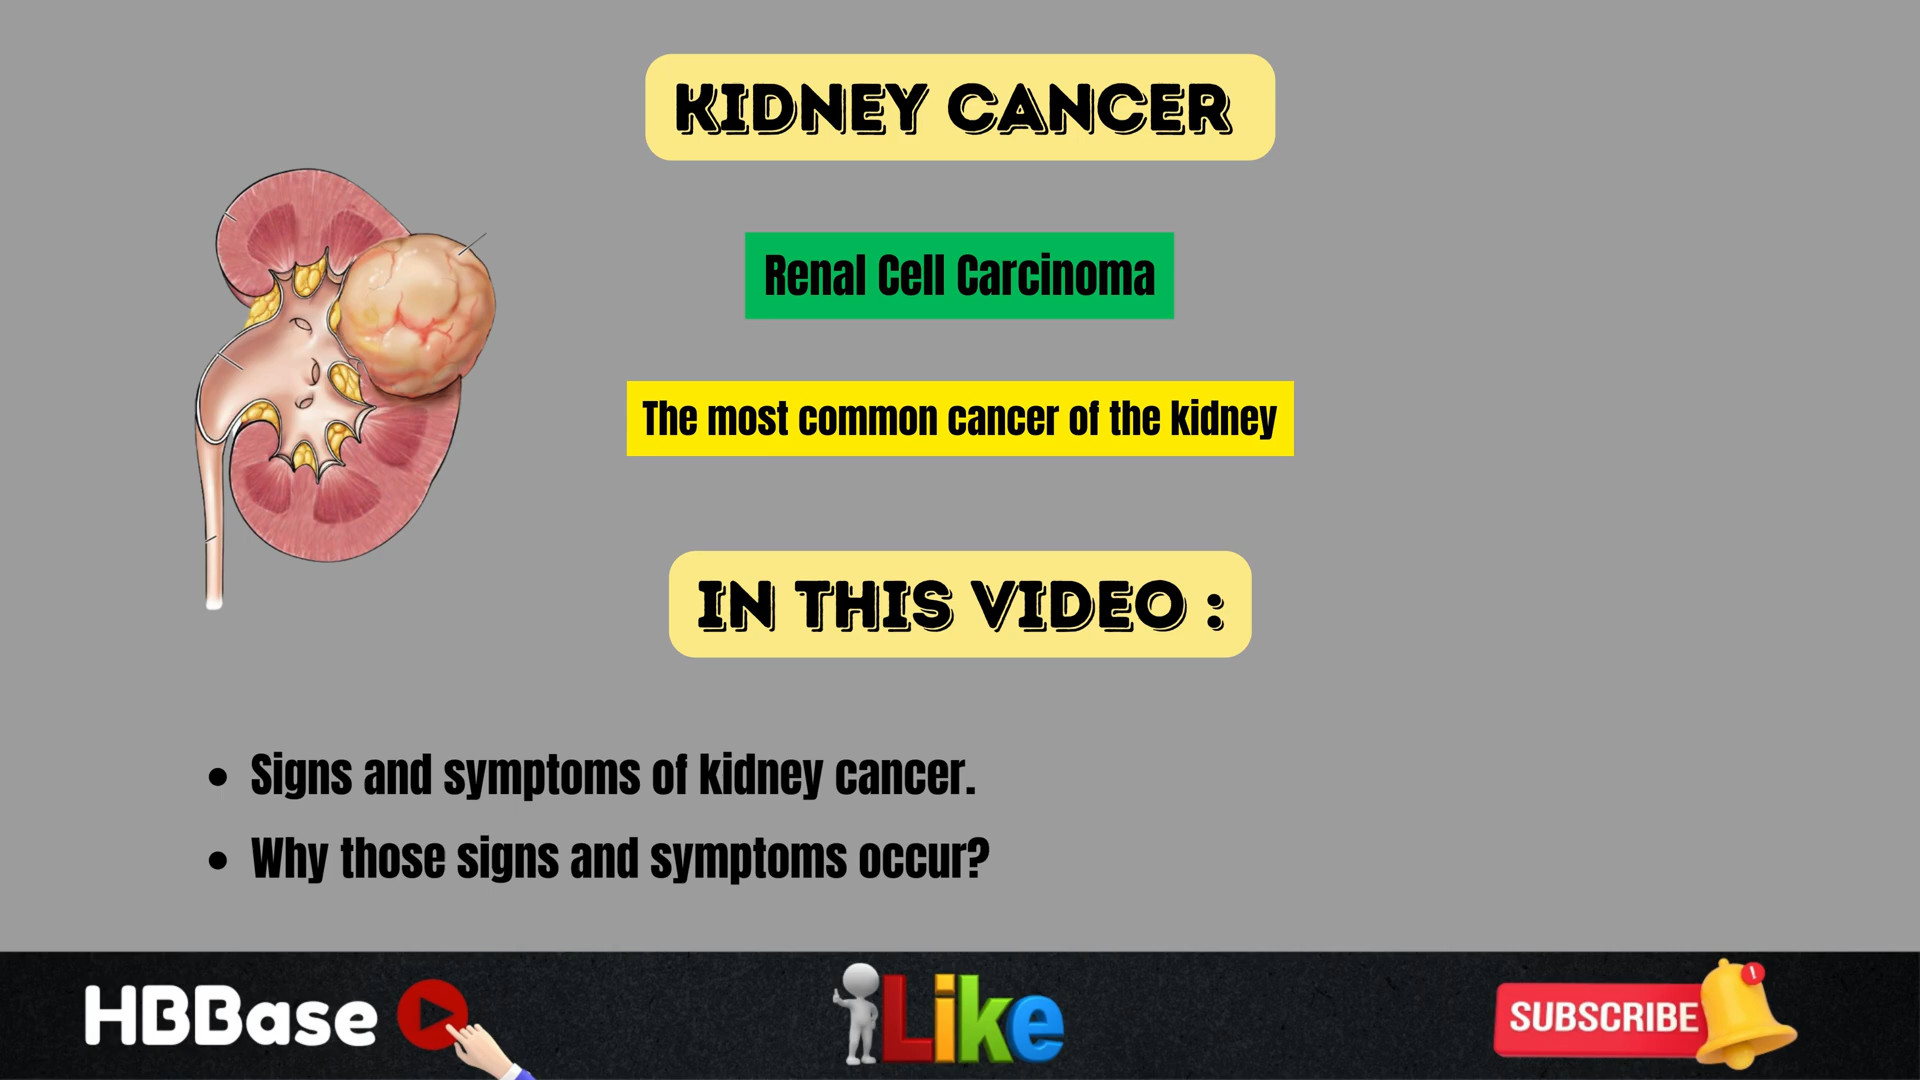 KIDNEY CANCER
Renal Cell Carcinoma
The most common cancer of the kidney
IN THIS VIDEO :
• Signs and symptoms of kidney cancer.
• Why those signs and symptoms occur?
HBBase
Like
SUBSCRIBE
!